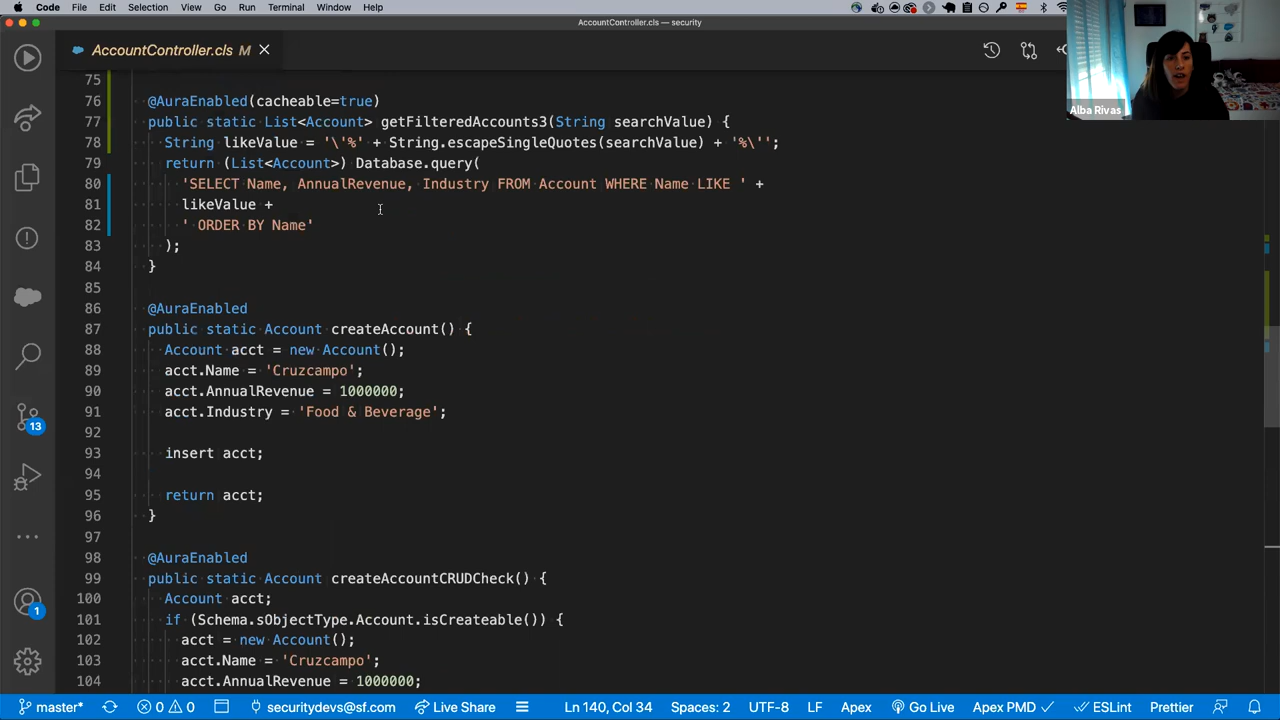 Code File Edit Selection View Go Run Terminal Window Help
AccountController.cls — security
AccountController.cls M
Alba Rivas
75
76 @AuraEnabled(cacheable=true)
77 public static List<Account> getFilteredAccounts3(String searchValue) {
78 String likeValue = '\'%' + String.escapeSingleQuotes(searchValue) + '%\'';
79 return (List<Account>) Database.query(
80 'SELECT Name, AnnualRevenue, Industry FROM Account WHERE Name LIKE ' +
81 likeValue +
82 ' ORDER BY Name'
83 );
84 }
85
86 @AuraEnabled
87 public static Account createAccount() {
88 Account acct = new Account();
89 acct.Name = 'Cruzcampo';
90 acct.AnnualRevenue = 1000000;
91 acct.Industry = 'Food & Beverage';
92
93 insert acct;
94
95 return acct;
96 }
97
98 @AuraEnabled
99 public static Account createAccountCRUDCheck() {
100 Account acct;
101 if (Schema.sObjectType.Account.isCreateable()) {
102 acct = new Account();
103 acct.Name = 'Cruzcampo';
104 acct.AnnualRevenue = 1000000;
13
1
master* 0 0 securitydevs@sf.com Live Share Ln 140, Col 34 Spaces: 2 UTF-8 LF Apex Go Live Apex PMD ESLint Prettier